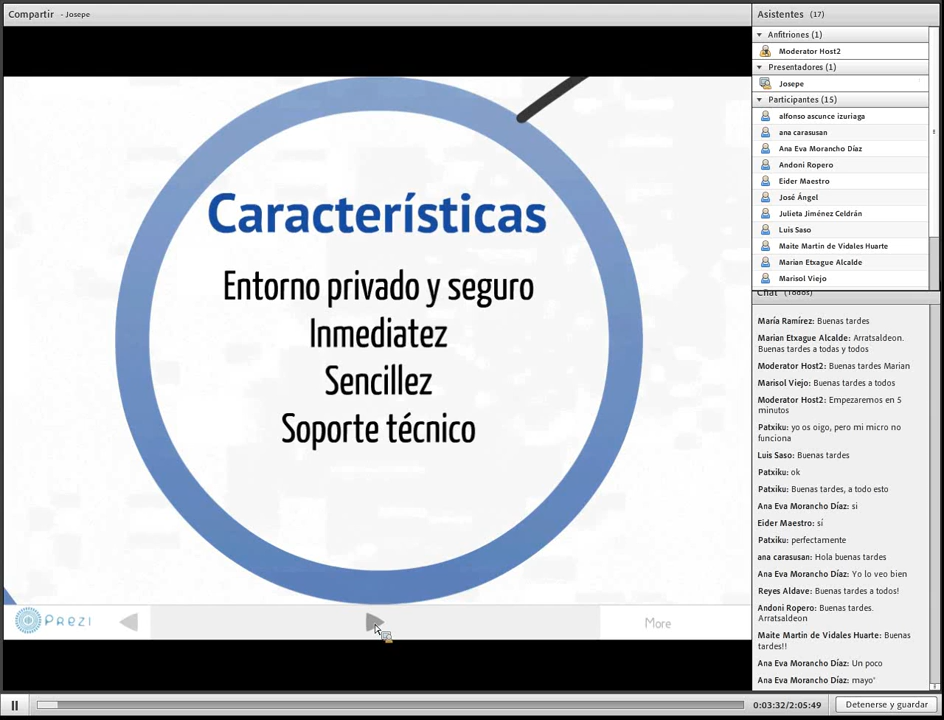 Compartir - Josepe
Características
Entorno privado y seguro
Inmediatez
Sencillez
Soporte técnico
Prezi
More
Asistentes (17)
Anfitriones (1)
Moderator Host2
Presentadores (1)
Josepe
Participantes (15)
alfonso ascunce izuriaga
ana carasusan
Ana Eva Morancho Díaz
Andoni Ropero
Eider Maestro
José Ángel
Julieta Jiménez Celdrán
Luis Saso
Maite Martin de Vidales Huarte
Marian Etxague Alcalde
Marisol Viejo
Chat (Todos)
María Ramírez: Buenas tardes
Marian Etxague Alcalde: Arratsaldeon.
Buenas tardes a todas y todos
Moderator Host2: Buenas tardes Marian
Marisol Viejo: Buenas tardes a todos
Moderator Host2: Empezaremos en 5
minutos
Patxiku: yo os oigo, pero mi micro no
funciona
Luis Saso: Buenas tardes
Patxiku: ok
Patxiku: Buenas tardes, a todo esto
Ana Eva Morancho Díaz: si
Eider Maestro: sí
Patxiku: perfectamente
ana carasusan: Hola buenas tardes
Ana Eva Morancho Díaz: Yo lo veo bien
Reyes Aldave: Buenas tardes a todos!
Andoni Ropero: Buenas tardes.
Arratsaldeon
Maite Martin de Vidales Huarte: Buenas
tardes!!
Ana Eva Morancho Díaz: Un poco
Ana Eva Morancho Díaz: mayo'
0:03:32/2:05:49
Detenerse y guardar